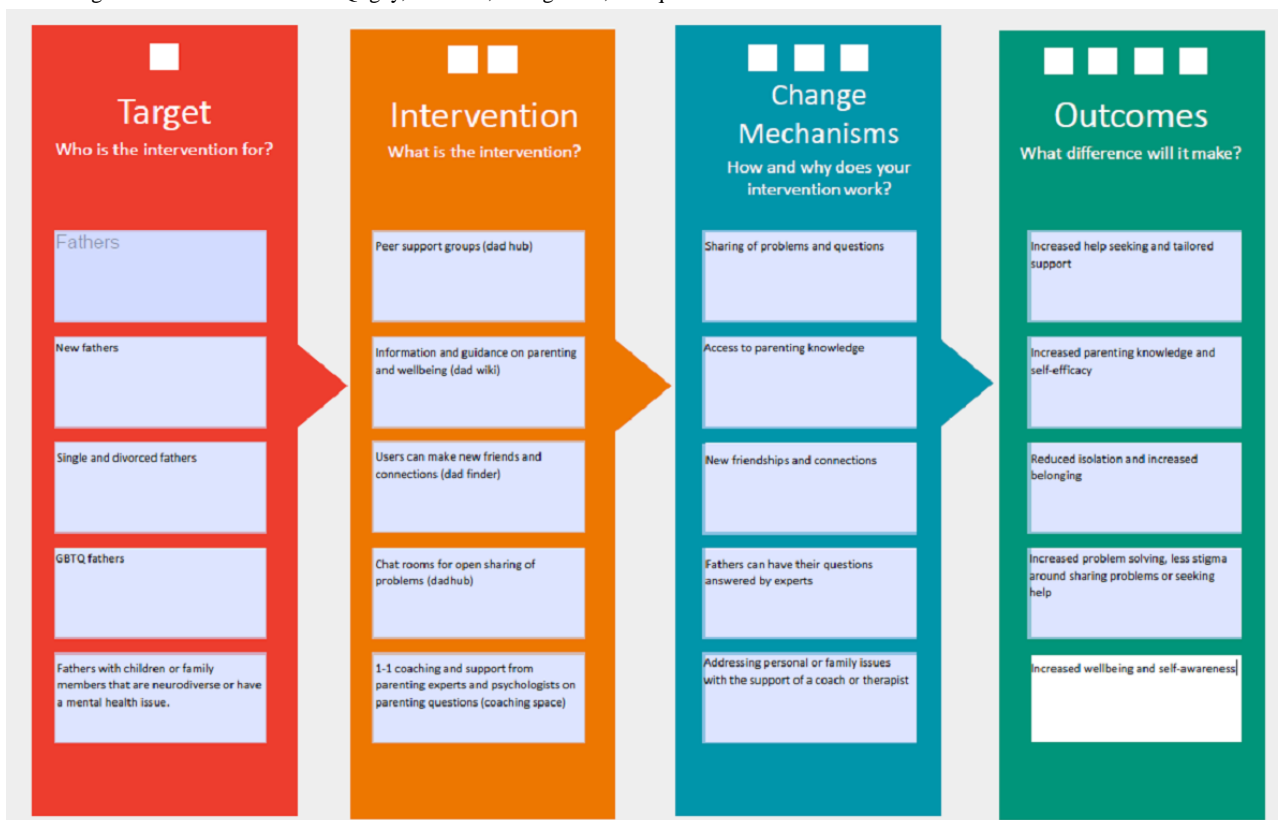 Target
Who is the intervention for?
Fathers
New fathers
Single and divorced fathers
GBTQ fathers
Fathers with children or family
members that are neurodiverse or have
a mental health issue.
Intervention
What is the intervention?
Peer support groups (dad hub)
Information and guidance on parenting
and wellbeing (dad wiki)
Users can make new friends and
connections (dad finder)
Chat rooms for open sharing of
problems (dadhub)
1-1 coaching and support from
parenting experts and psychologists on
parenting questions (coaching space)
Change
Mechanisms
How and why does your
intervention work?
Sharing of problems and questions
Access to parenting knowledge
New friendships and connections
Fathers can have their questions
answered by experts
Addressing personal or family issues
with the support of a coach or therapist
Outcomes
What difference will it make?
Increased help seeking and tailored
support
Increased parenting knowledge and
self-efficacy
Reduced isolation and increased
belonging
Increased problem solving, less stigma
around sharing problems or seeking
help
Increased wellbeing and self-awareness